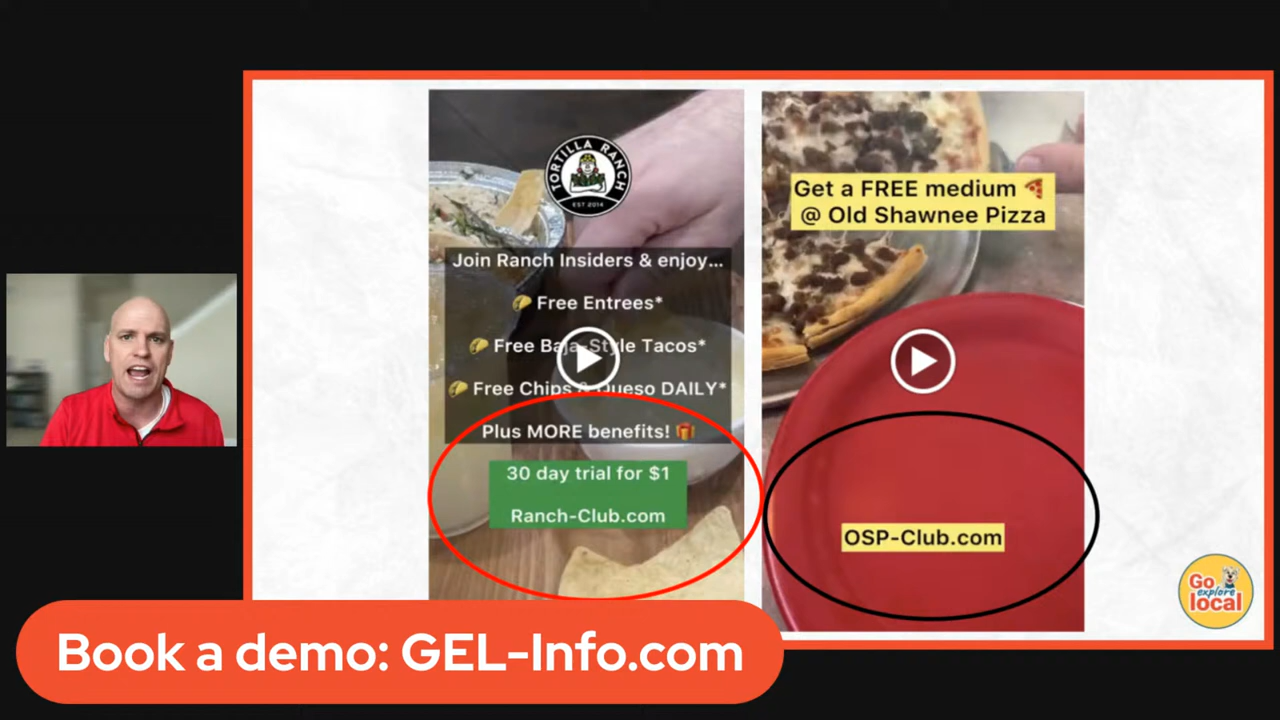 TORTILLA RANCH
EST 2014
Join Ranch Insiders & enjoy...
🌮 Free Entrees*
🌮 Free Baja-Style Tacos*
🌮 Free Chips & Queso DAILY*
Plus MORE benefits! 🎁
30 day trial for $1
Ranch-Club.com
Get a FREE medium 🍕
@ Old Shawnee Pizza
OSP-Club.com
Go
explore
local
Book a demo: GEL-Info.com